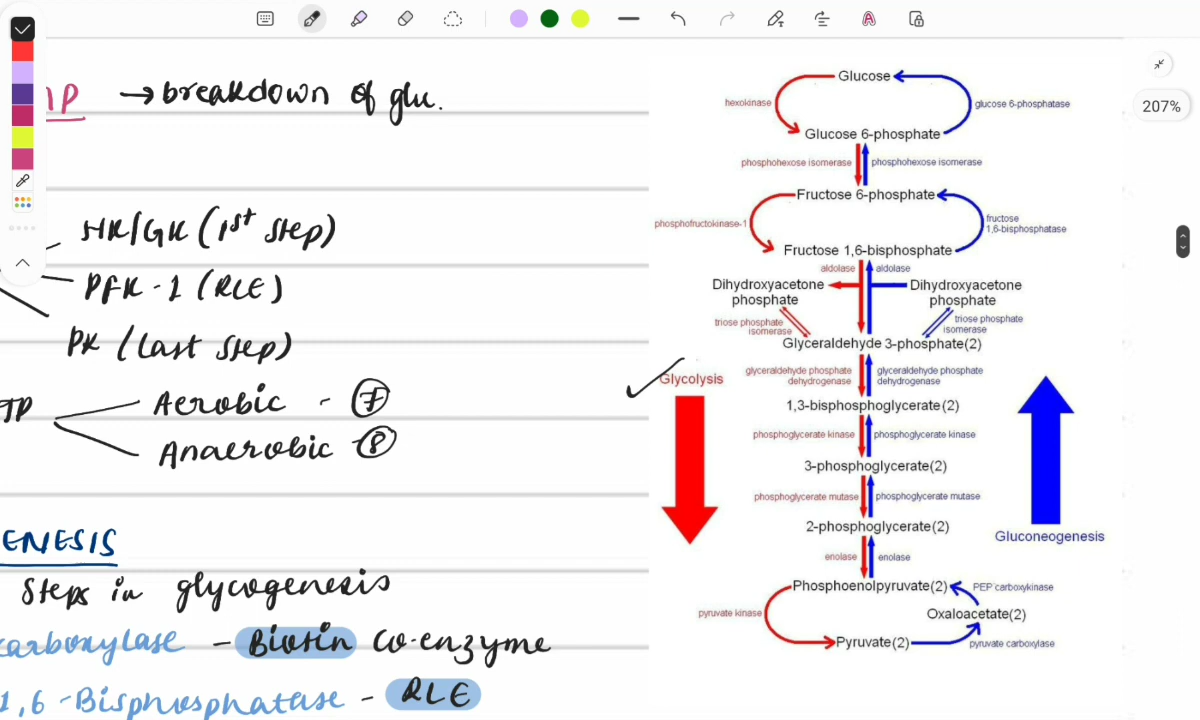 → breakdown of glu.
HK/GK (1st step)
PFK-1 (RLE)
PK (last step)
Aerobic - 7
Anaerobic - 8
ENESIS
Steps in glycogenesis
carboxylase - Biotin co-enzyme
1,6-Bisphosphatase - RLE
207%
Glucose
hexokinase
glucose 6-phosphatase
Glucose 6-phosphate
phosphohexose isomerase
phosphohexose isomerase
Fructose 6-phosphate
phosphofructokinase-1
fructose
1,6-bisphosphatase
Fructose 1,6-bisphosphate
aldolase
aldolase
Dihydroxyacetone
phosphate
Dihydroxyacetone
phosphate
triose phosphate
isomerase
triose phosphate
isomerase
Glyceraldehyde 3-phosphate(2)
Glycolysis
glyceraldehyde phosphate
dehydrogenase
glyceraldehyde phosphate
dehydrogenase
1,3-bisphosphoglycerate(2)
phosphoglycerate kinase
phosphoglycerate kinase
3-phosphoglycerate(2)
phosphoglycerate mutase
phosphoglycerate mutase
2-phosphoglycerate(2)
Gluconeogenesis
enolase
enolase
Phosphoenolpyruvate(2)
PEP carboxykinase
pyruvate kinase
Oxaloacetate(2)
Pyruvate(2)
pyruvate carboxylase